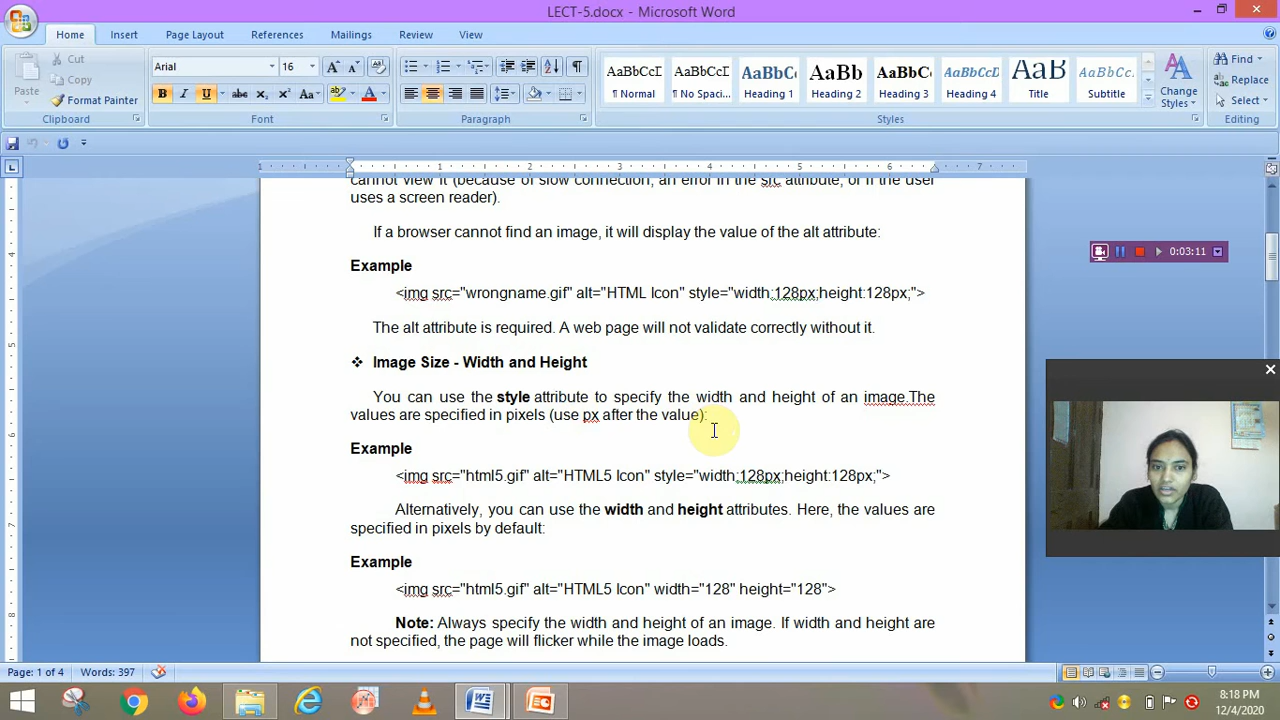 LECT-5.docx - Microsoft Word
Home Insert Page Layout References Mailings Review View
Cut
Copy
Format Painter
Paste
Clipboard
Arial 16
Font
Paragraph
AaBbCcI AaBbCcI AaBbCc AaBb AaBbC AaBbCcI AaB AaBbCcL
¶ Normal ¶ No Spaci... Heading 1 Heading 2 Heading 3 Heading 4 Title Subtitle
Change Styles
Styles
Find
Replace
Select
Editing
1 1 2 3 4 5 6 7
cannot view it (because of slow connection, an error in the src attribute, or if the user
uses a screen reader).
If a browser cannot find an image, it will display the value of the alt attribute:
Example
<img src="wrongname.gif" alt="HTML Icon" style="width:128px;height:128px;">
The alt attribute is required. A web page will not validate correctly without it.
❖ Image Size - Width and Height
You can use the style attribute to specify the width and height of an image.The
values are specified in pixels (use px after the value):
Example
<img src="html5.gif" alt="HTML5 Icon" style="width:128px;height:128px;">
Alternatively, you can use the width and height attributes. Here, the values are
specified in pixels by default:
Example
<img src="html5.gif" alt="HTML5 Icon" width="128" height="128">
Note: Always specify the width and height of an image. If width and height are
not specified, the page will flicker while the image loads.
0:03:11
Page: 1 of 4 Words: 397
8:18 PM
12/4/2020